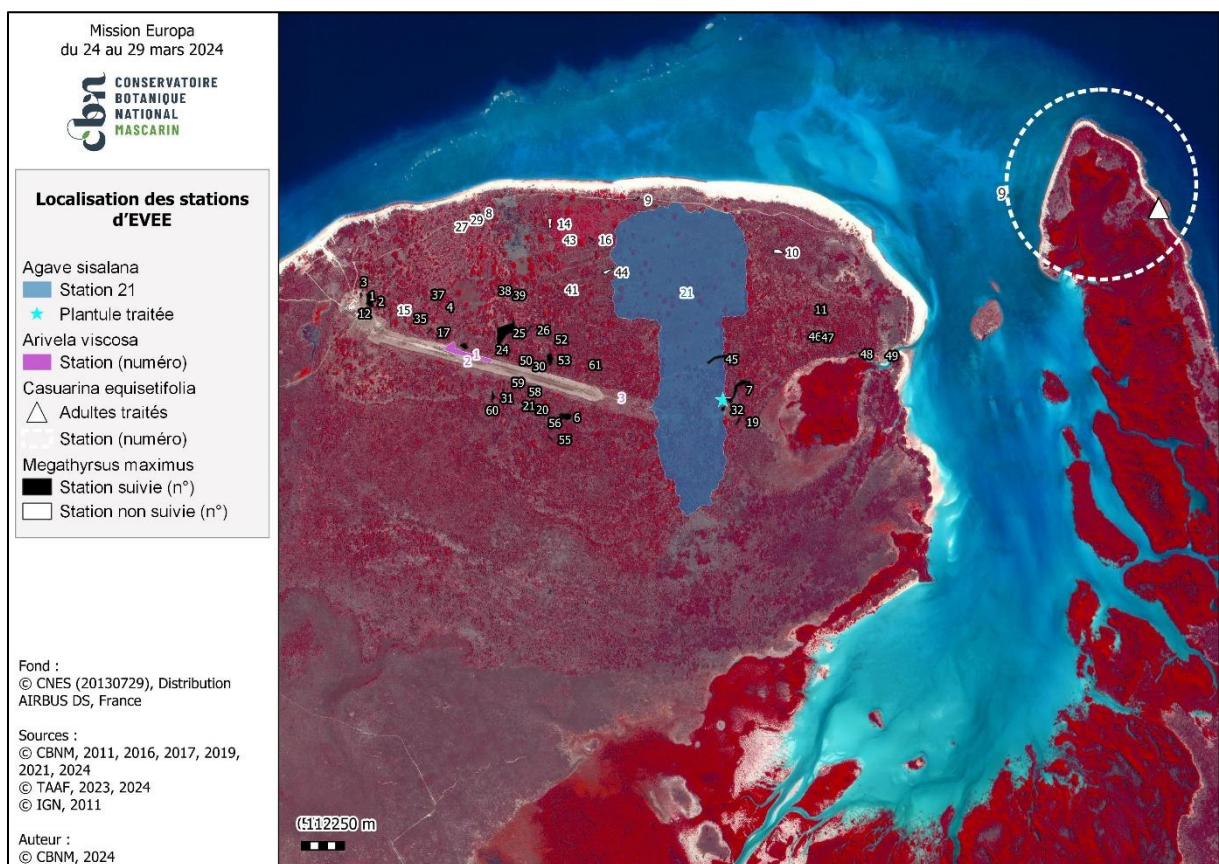 Mission Europa
du 24 au 29 mars 2024
cbn
CONSERVATOIRE
BOTANIQUE
NATIONAL
MASCARIN
Localisation des stations
d'EVEE
Agave sisalana
Station 21
Plantule traitée
Arivela viscosa
Station (numéro)
Casuarina equisetifolia
Adultes traités
Station (numéro)
Megathyrsus maximus
Station suivie (n°)
Station non suivie (n°)
Fond :
© CNES (20130729), Distribution
AIRBUS DS, France
Sources :
© CBNM, 2011, 2016, 2017, 2019,
2021, 2024
© TAAF, 2023, 2024
© IGN, 2011
Auteur :
© CBNM, 2024
9
9
8
29
27
14
43
16
10
44
3
1
2
12
37
4
15
35
17
38
39
41
21
11
25
26
24
52
46
47
1
2
50
30
53
61
45
48
49
59
58
3
7
60
31
21
20
32
19
56
6
55